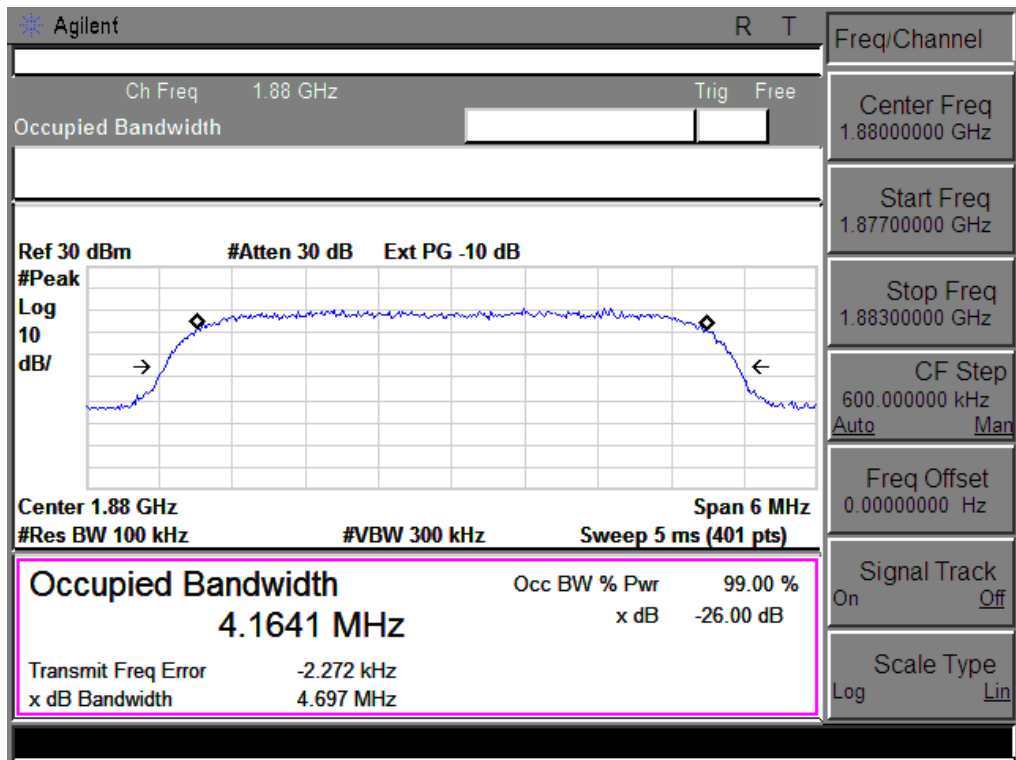 Agilent R T
Ch Freq 1.88 GHz Trig Free
Occupied Bandwidth
Ref 30 dBm #Atten 30 dB Ext PG -10 dB
#Peak
Log
10
dB/
Center 1.88 GHz Span 6 MHz
#Res BW 100 kHz #VBW 300 kHz Sweep 5 ms (401 pts)
Occupied Bandwidth Occ BW % Pwr 99.00 %
4.1641 MHz x dB -26.00 dB
Transmit Freq Error -2.272 kHz
x dB Bandwidth 4.697 MHz
Freq/Channel
Center Freq
1.88000000 GHz
Start Freq
1.87700000 GHz
Stop Freq
1.88300000 GHz
CF Step
600.000000 kHz
Auto Man
Freq Offset
0.00000000 Hz
Signal Track
On Off
Scale Type
Log Lin